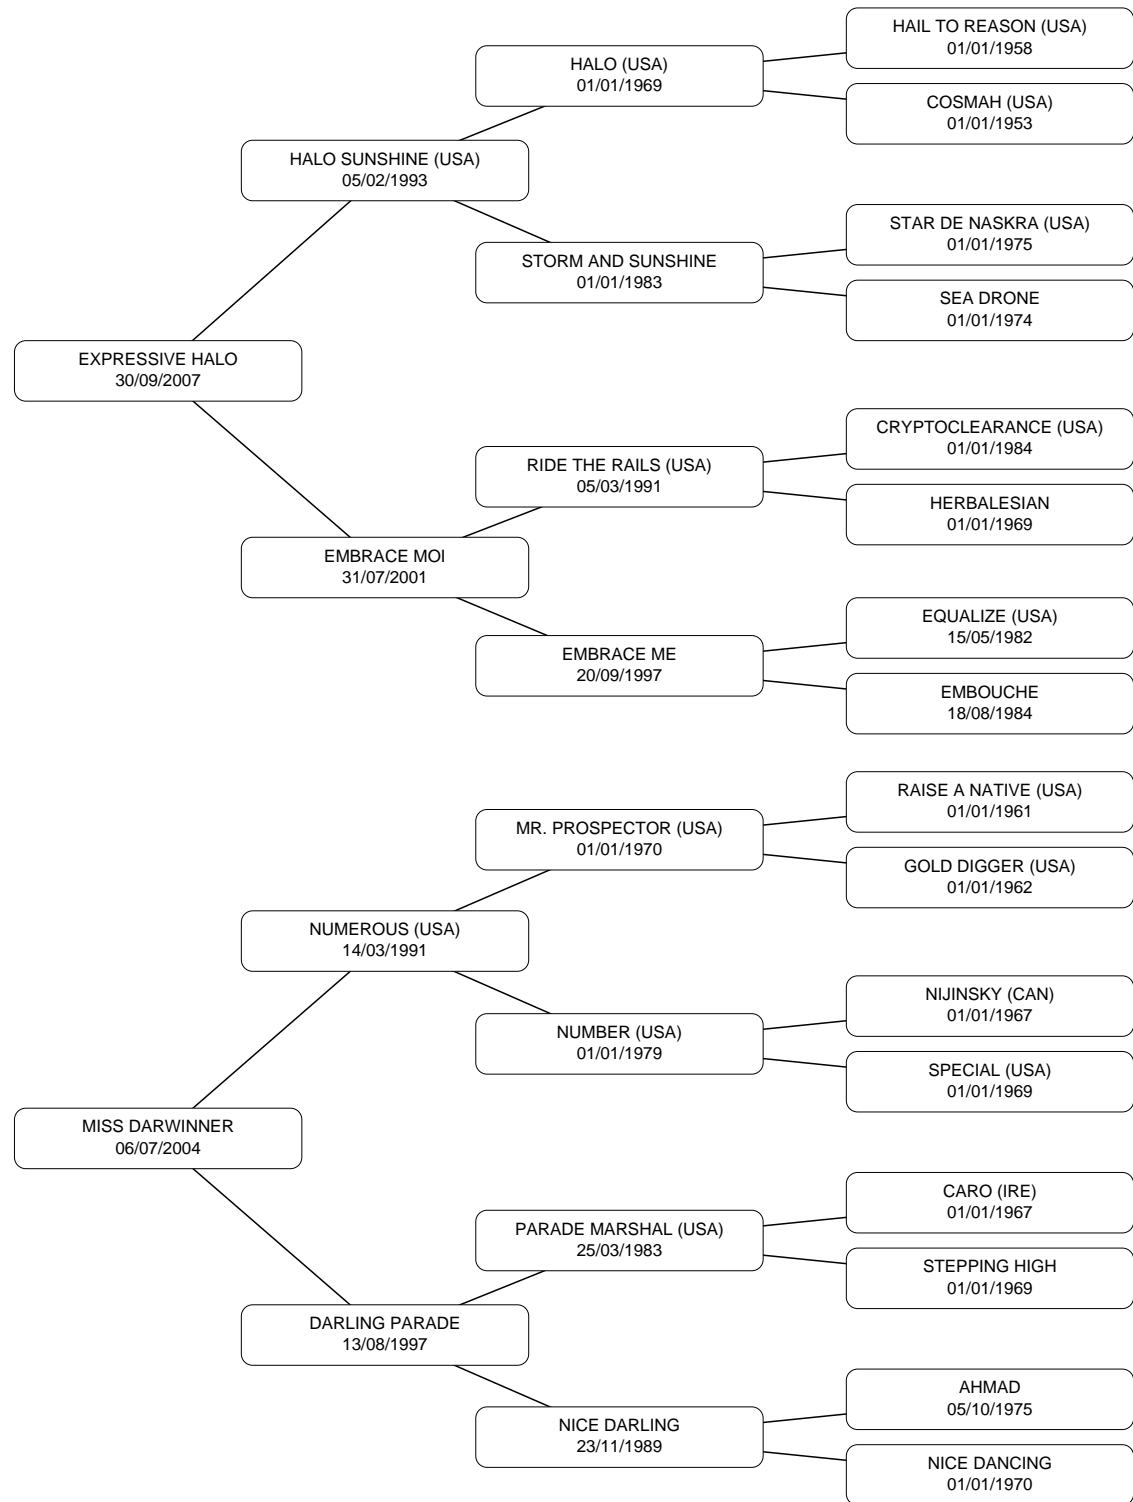 HAIL TO REASON (USA)
01/01/1958
HALO (USA)
01/01/1969
COSMAH (USA)
01/01/1953
HALO SUNSHINE (USA)
05/02/1993
STAR DE NASKRA (USA)
01/01/1975
STORM AND SUNSHINE
01/01/1983
SEA DRONE
01/01/1974
EXPRESSIVE HALO
30/09/2007
CRYPTOCLEARANCE (USA)
01/01/1984
RIDE THE RAILS (USA)
05/03/1991
HERBALESIAN
01/01/1969
EMBRACE MOI
31/07/2001
EQUALIZE (USA)
15/05/1982
EMBRACE ME
20/09/1997
EMBOUCHE
18/08/1984
RAISE A NATIVE (USA)
01/01/1961
MR. PROSPECTOR (USA)
01/01/1970
GOLD DIGGER (USA)
01/01/1962
NUMEROUS (USA)
14/03/1991
NIJINSKY (CAN)
01/01/1967
NUMBER (USA)
01/01/1979
SPECIAL (USA)
01/01/1969
MISS DARWINNER
06/07/2004
CARO (IRE)
01/01/1967
PARADE MARSHAL (USA)
25/03/1983
STEPPING HIGH
01/01/1969
DARLING PARADE
13/08/1997
AHMAD
05/10/1975
NICE DARLING
23/11/1989
NICE DANCING
01/01/1970